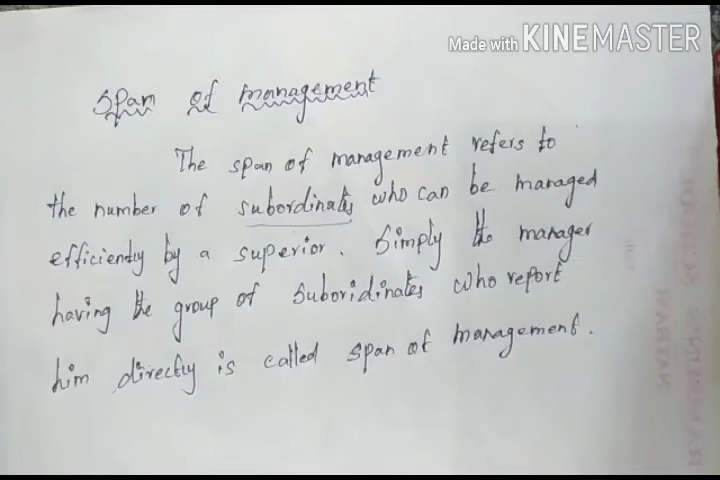 Made with KINEMASTER
Span of management
The span of management refers to
the number of subordinates who can be managed
efficiently by a superior. Simply the manager
having the group of suboridinates who report
him directly is called span of management.